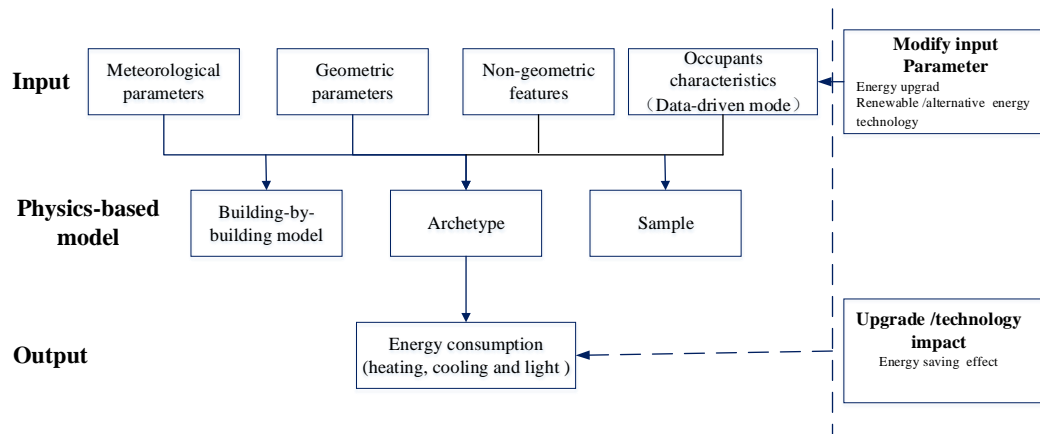 Input
Meteorological
parameters
Geometric
parameters
Non-geometric
features
Occupants
characteristics
（Data-driven mode）
Modify input
Parameter
Energy upgrad
Renewable /alternative energy
technology
Physics-based
model
Building-by-
building model
Archetype
Sample
Output
Energy consumption
(heating, cooling and light )
Upgrade /technology
impact
Energy saving effect